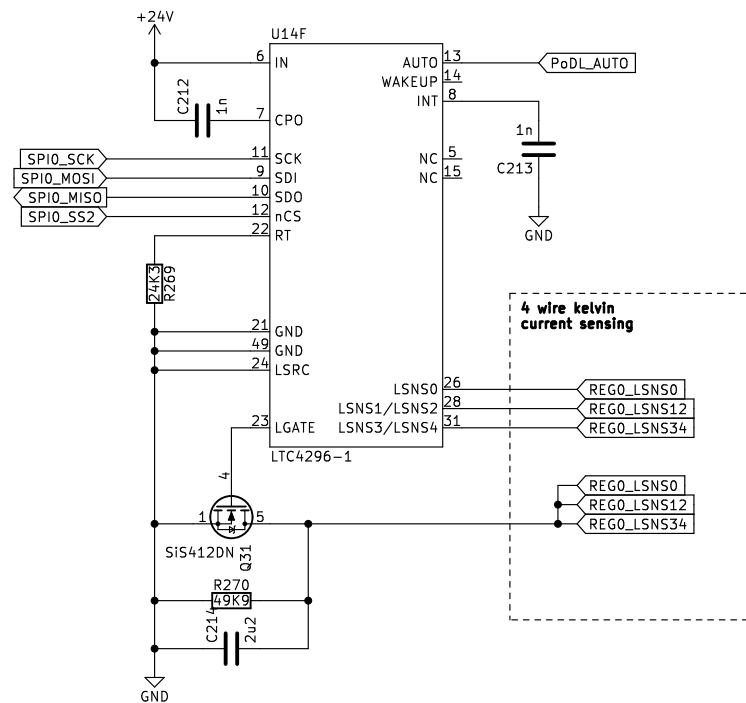 +24V
U14F
6 IN
AUTO 13
PoDL_AUTO
WAKEUP 14
INT 8
C212
1n
7 CPO
1n
C213
NC 5
NC 15
GND
SPI0_SCK
11 SCK
SPI0_MOSI
9 SDI
SPI0_MISO
10 SDO
SPI0_SS2
12 nCS
22 RT
24K3
R269
21 GND
49 GND
24 LSRC
4 wire kelvin
current sensing
LSNS0 26
REG0_LSNS0
LSNS1/LSNS2 28
REG0_LSNS12
LSNS3/LSNS4 31
REG0_LSNS34
23 LGATE
LTC4296-1
4
1
5
SiS412DN
Q31
REG0_LSNS0
REG0_LSNS12
REG0_LSNS34
R270
49K9
C214
2u2
GND